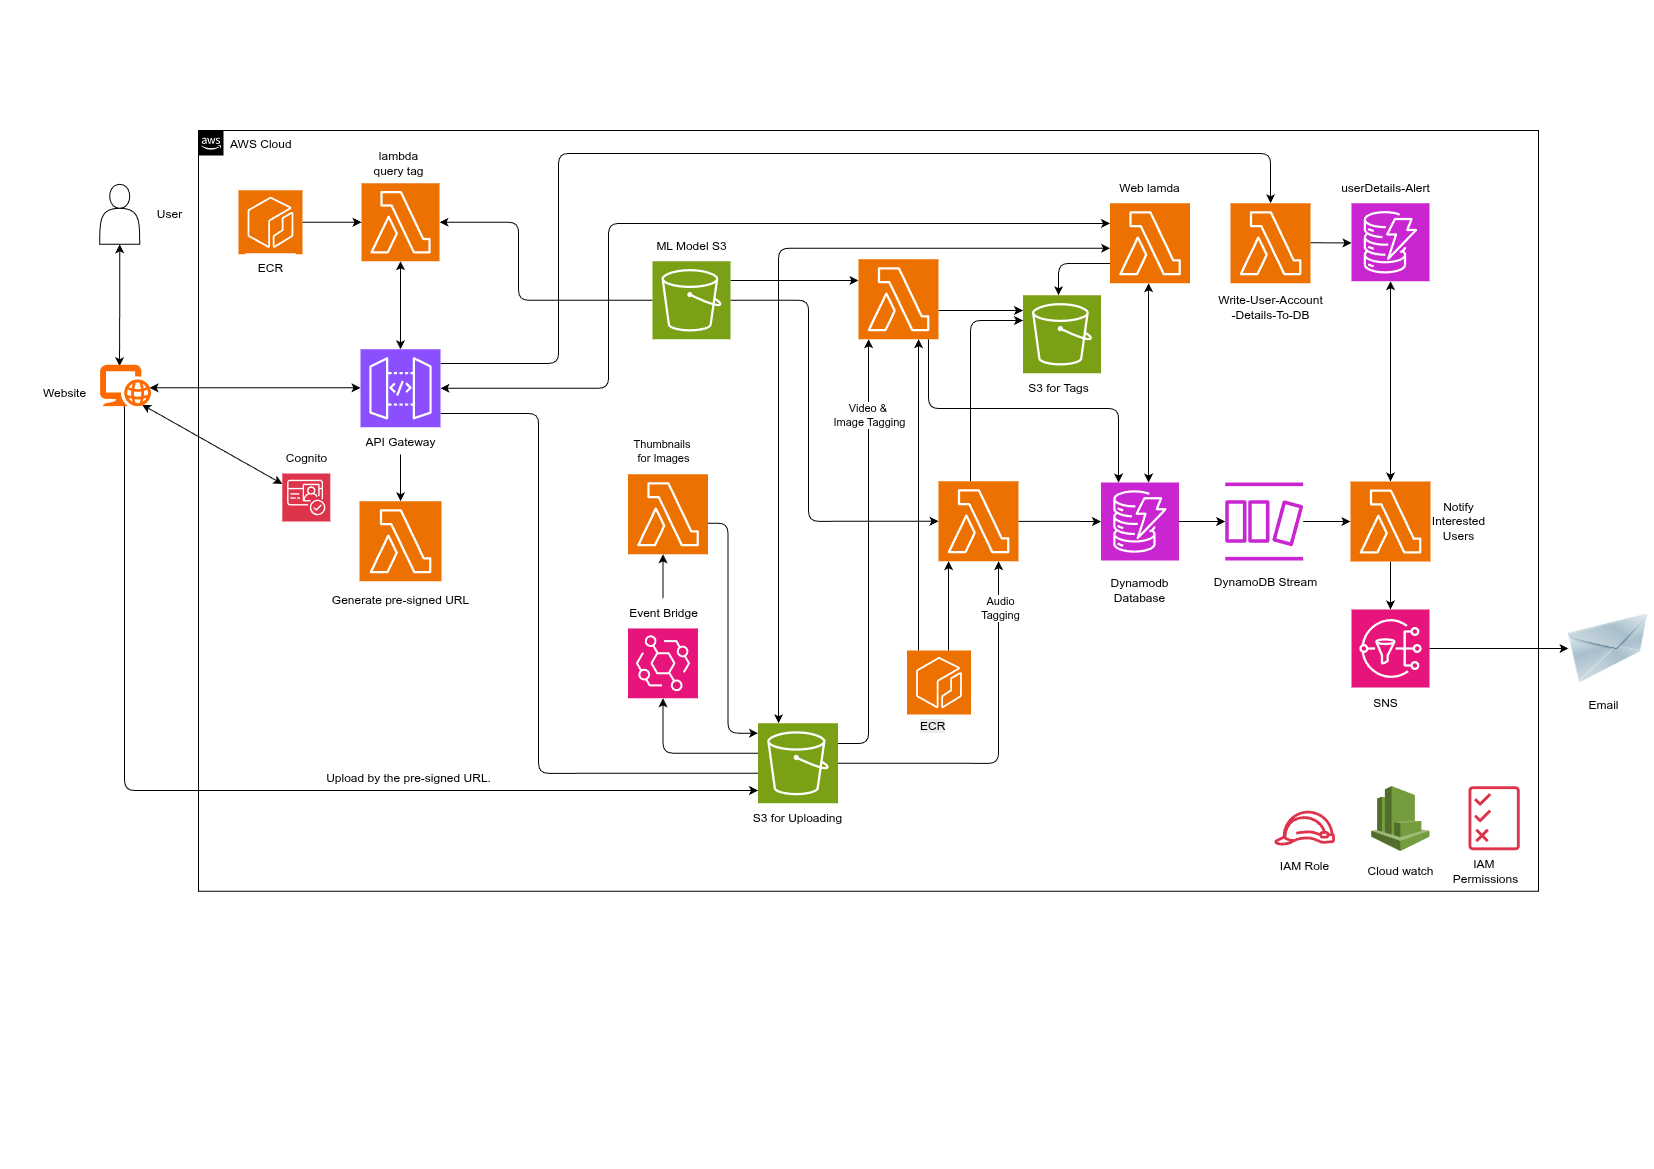 aws
AWS Cloud
lambda
query tag
User
ECR
ML Model S3
Web lamda
userDetails-Alert
Write-User-Account
-Details-To-DB
Website
API Gateway
S3 for Tags
Video &
Image Tagging
Thumbnails
for Images
Cognito
</>
Generate pre-signed URL
Event Bridge
Notify
Interested
Users
Dynamodb
Database
DynamoDB Stream
Audio
Tagging
ECR
SNS
Email
Upload by the pre-signed URL.
S3 for Uploading
IAM Role
Cloud watch
IAM
Permissions